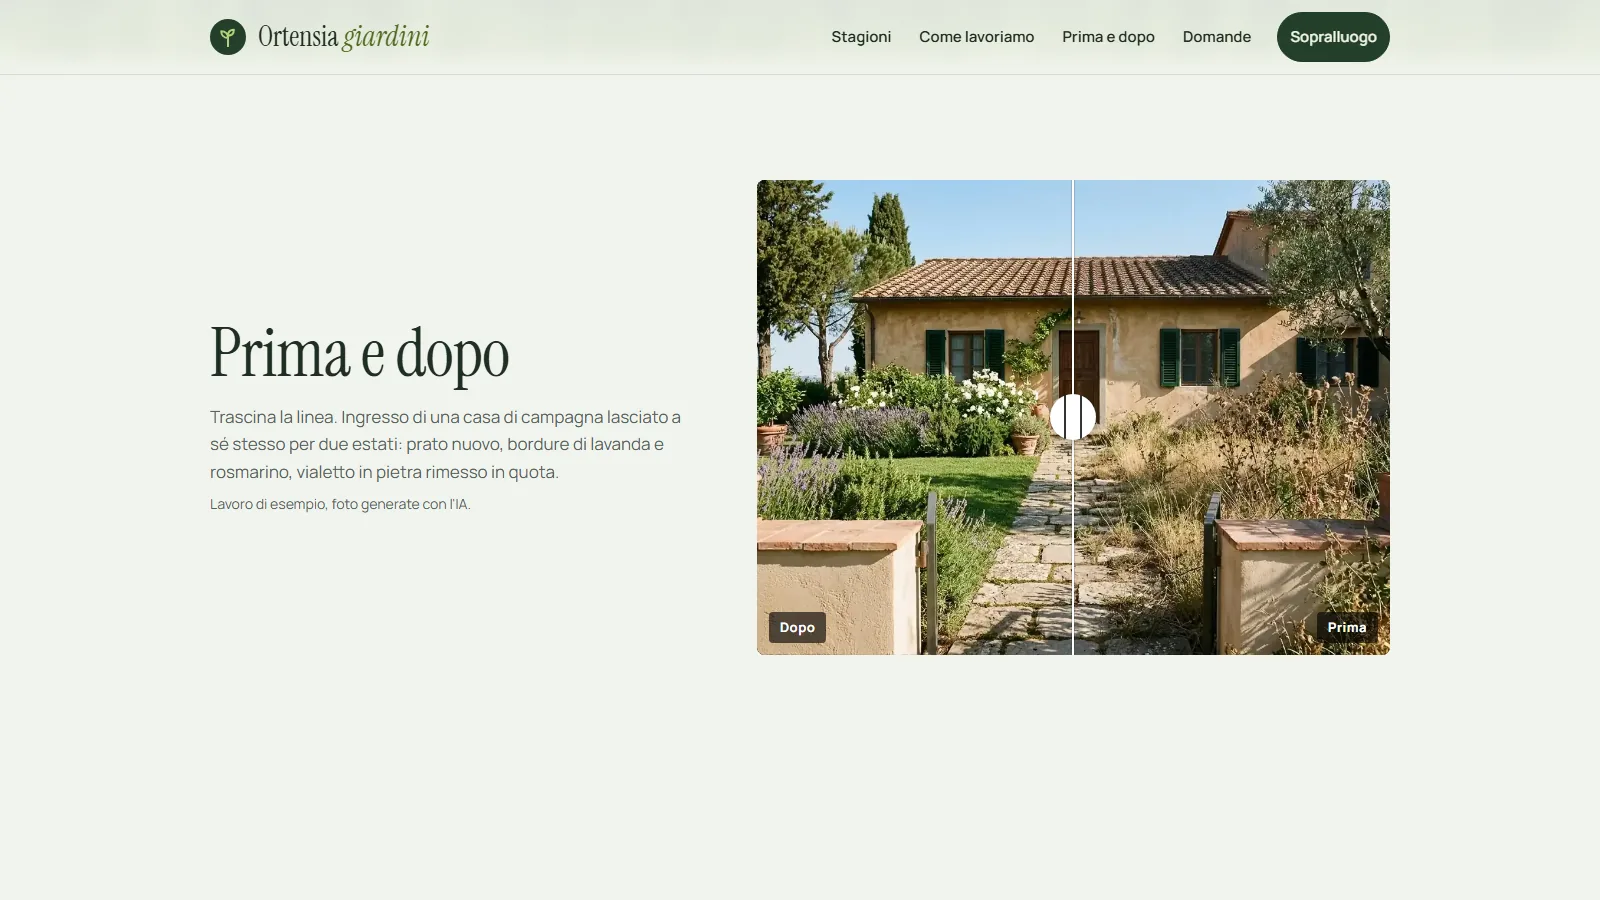 Ortensia giardini
Stagioni
Come lavoriamo
Prima e dopo
Domande
Sopralluogo
Prima e dopo
Trascina la linea. Ingresso di una casa di campagna lasciato a
sé stesso per due estati: prato nuovo, bordure di lavanda e
rosmarino, vialetto in pietra rimesso in quota.
Lavoro di esempio, foto generate con l'IA.
Dopo
Prima